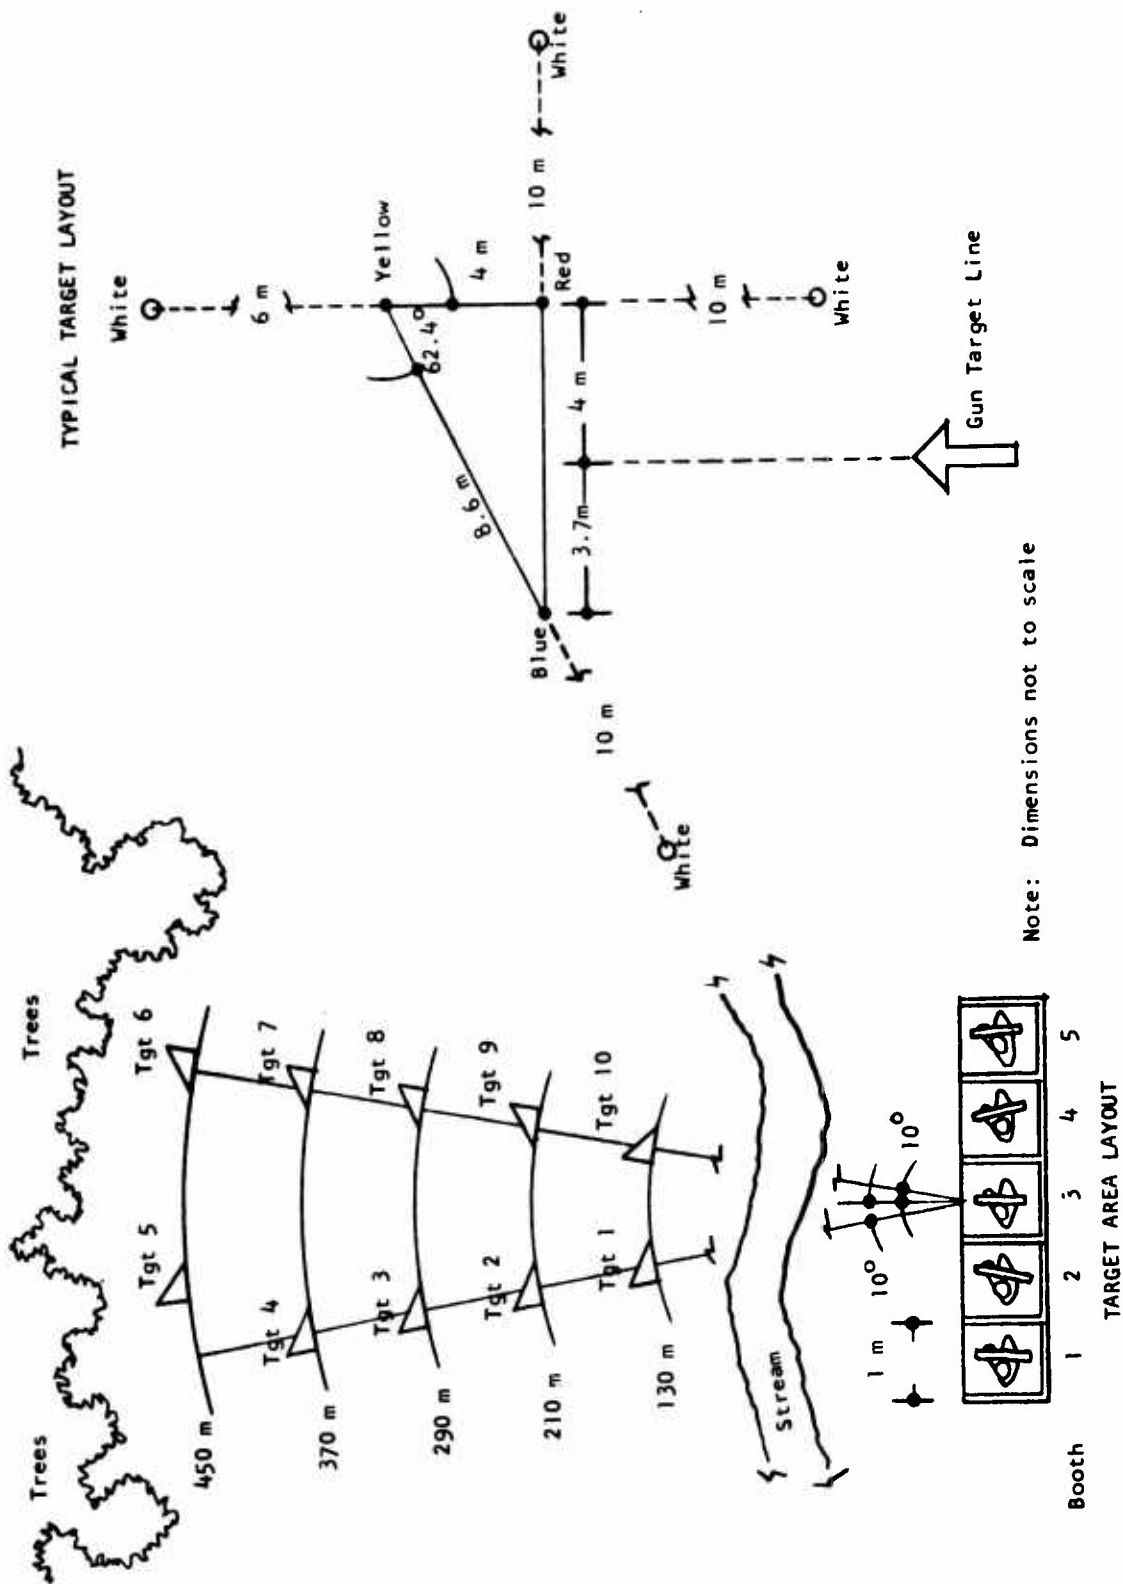 Trees
Trees
Tgt 5
Tgt 6
450 m
Tgt 4
Tgt 7
370 m
Tgt 3
Tgt 8
290 m
Tgt 2
Tgt 9
210 m
Tgt 1
Tgt 10
130 m
Stream
1 m
10°
10°
Booth
1
2
3
4
5
TARGET AREA LAYOUT
TYPICAL TARGET LAYOUT
White
6 m
Yellow
62.4°
8.6 m
4 m
Blue
Red
10 m
White
3.7m
4 m
10 m
White
10 m
White
Gun Target Line
Note: Dimensions not to scale